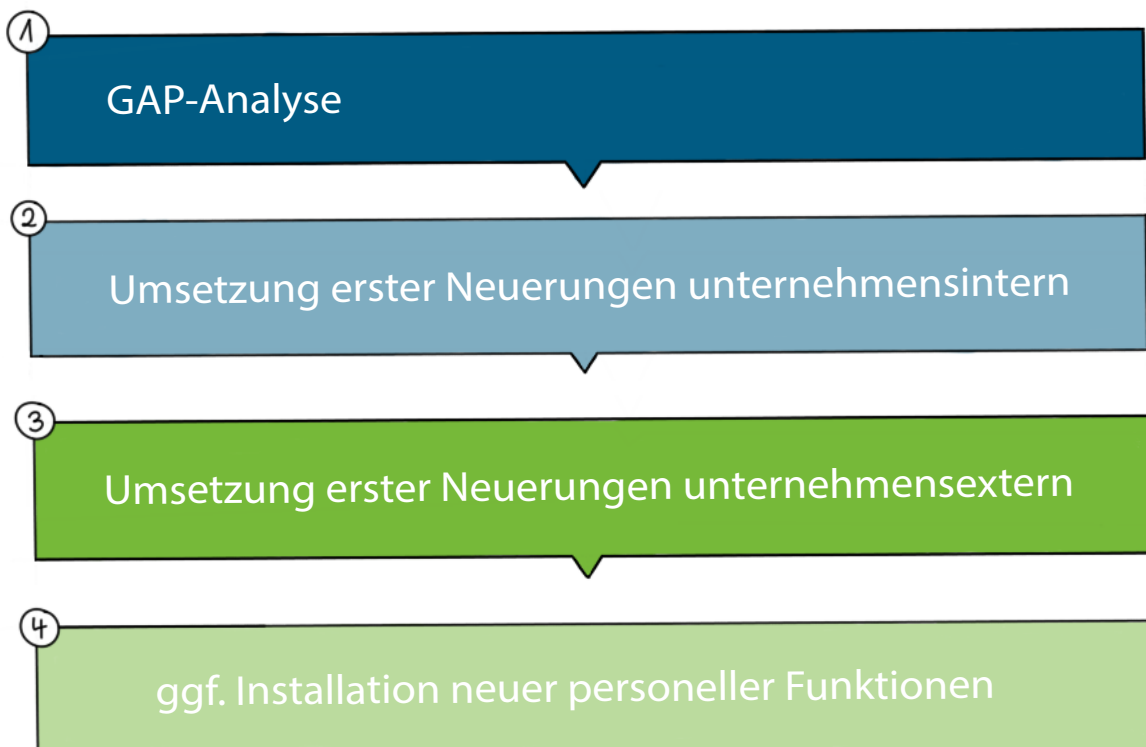 1
GAP-Analyse
2
Umsetzung erster Neuerungen unternehmensintern
3
Umsetzung erster Neuerungen unternehmensextern
4
ggf. Installation neuer personeller Funktionen